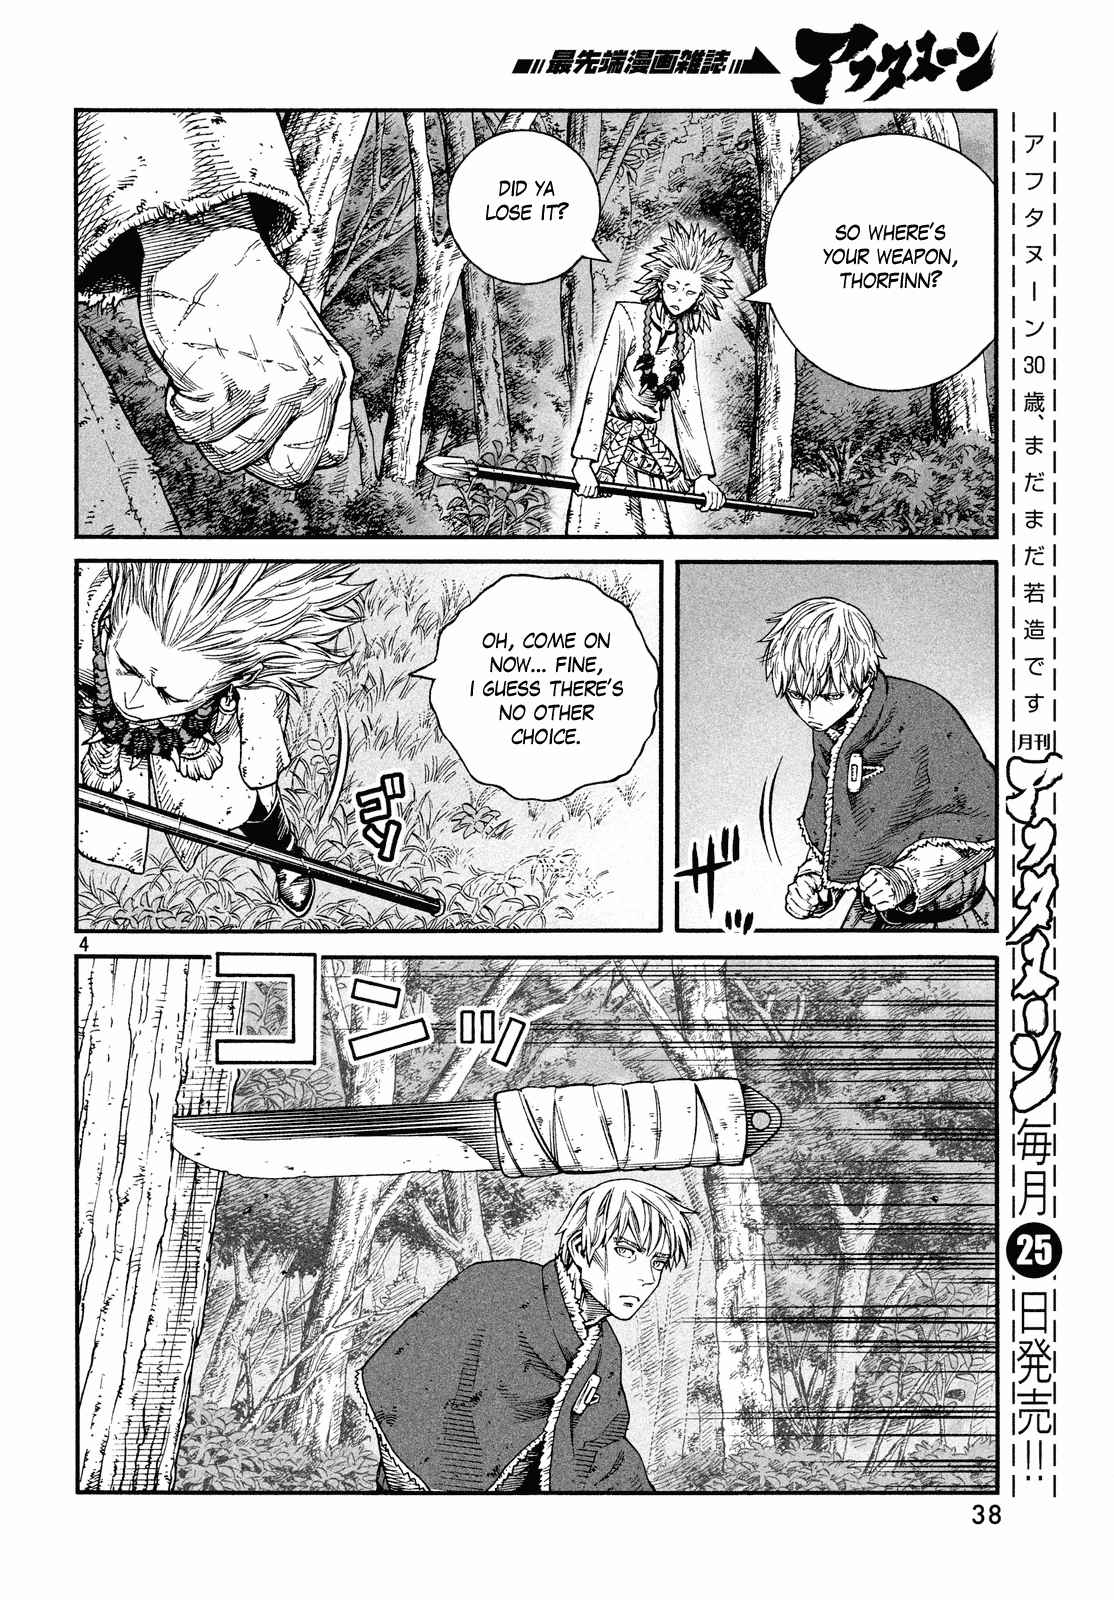 最先端漫画雑誌
アフタヌーン
SO WHERE'S
YOUR WEAPON,
THORFINN?
DID YA
LOSE IT?
OH, COME ON
NOW... FINE,
I GUESS THERE'S
NO OTHER
CHOICE.
ザッ
ゴソ
4
コンッ
アフタヌーン30歳、まだまだ若造です
月刊
アフタヌーン
毎月25日発売!!!
38